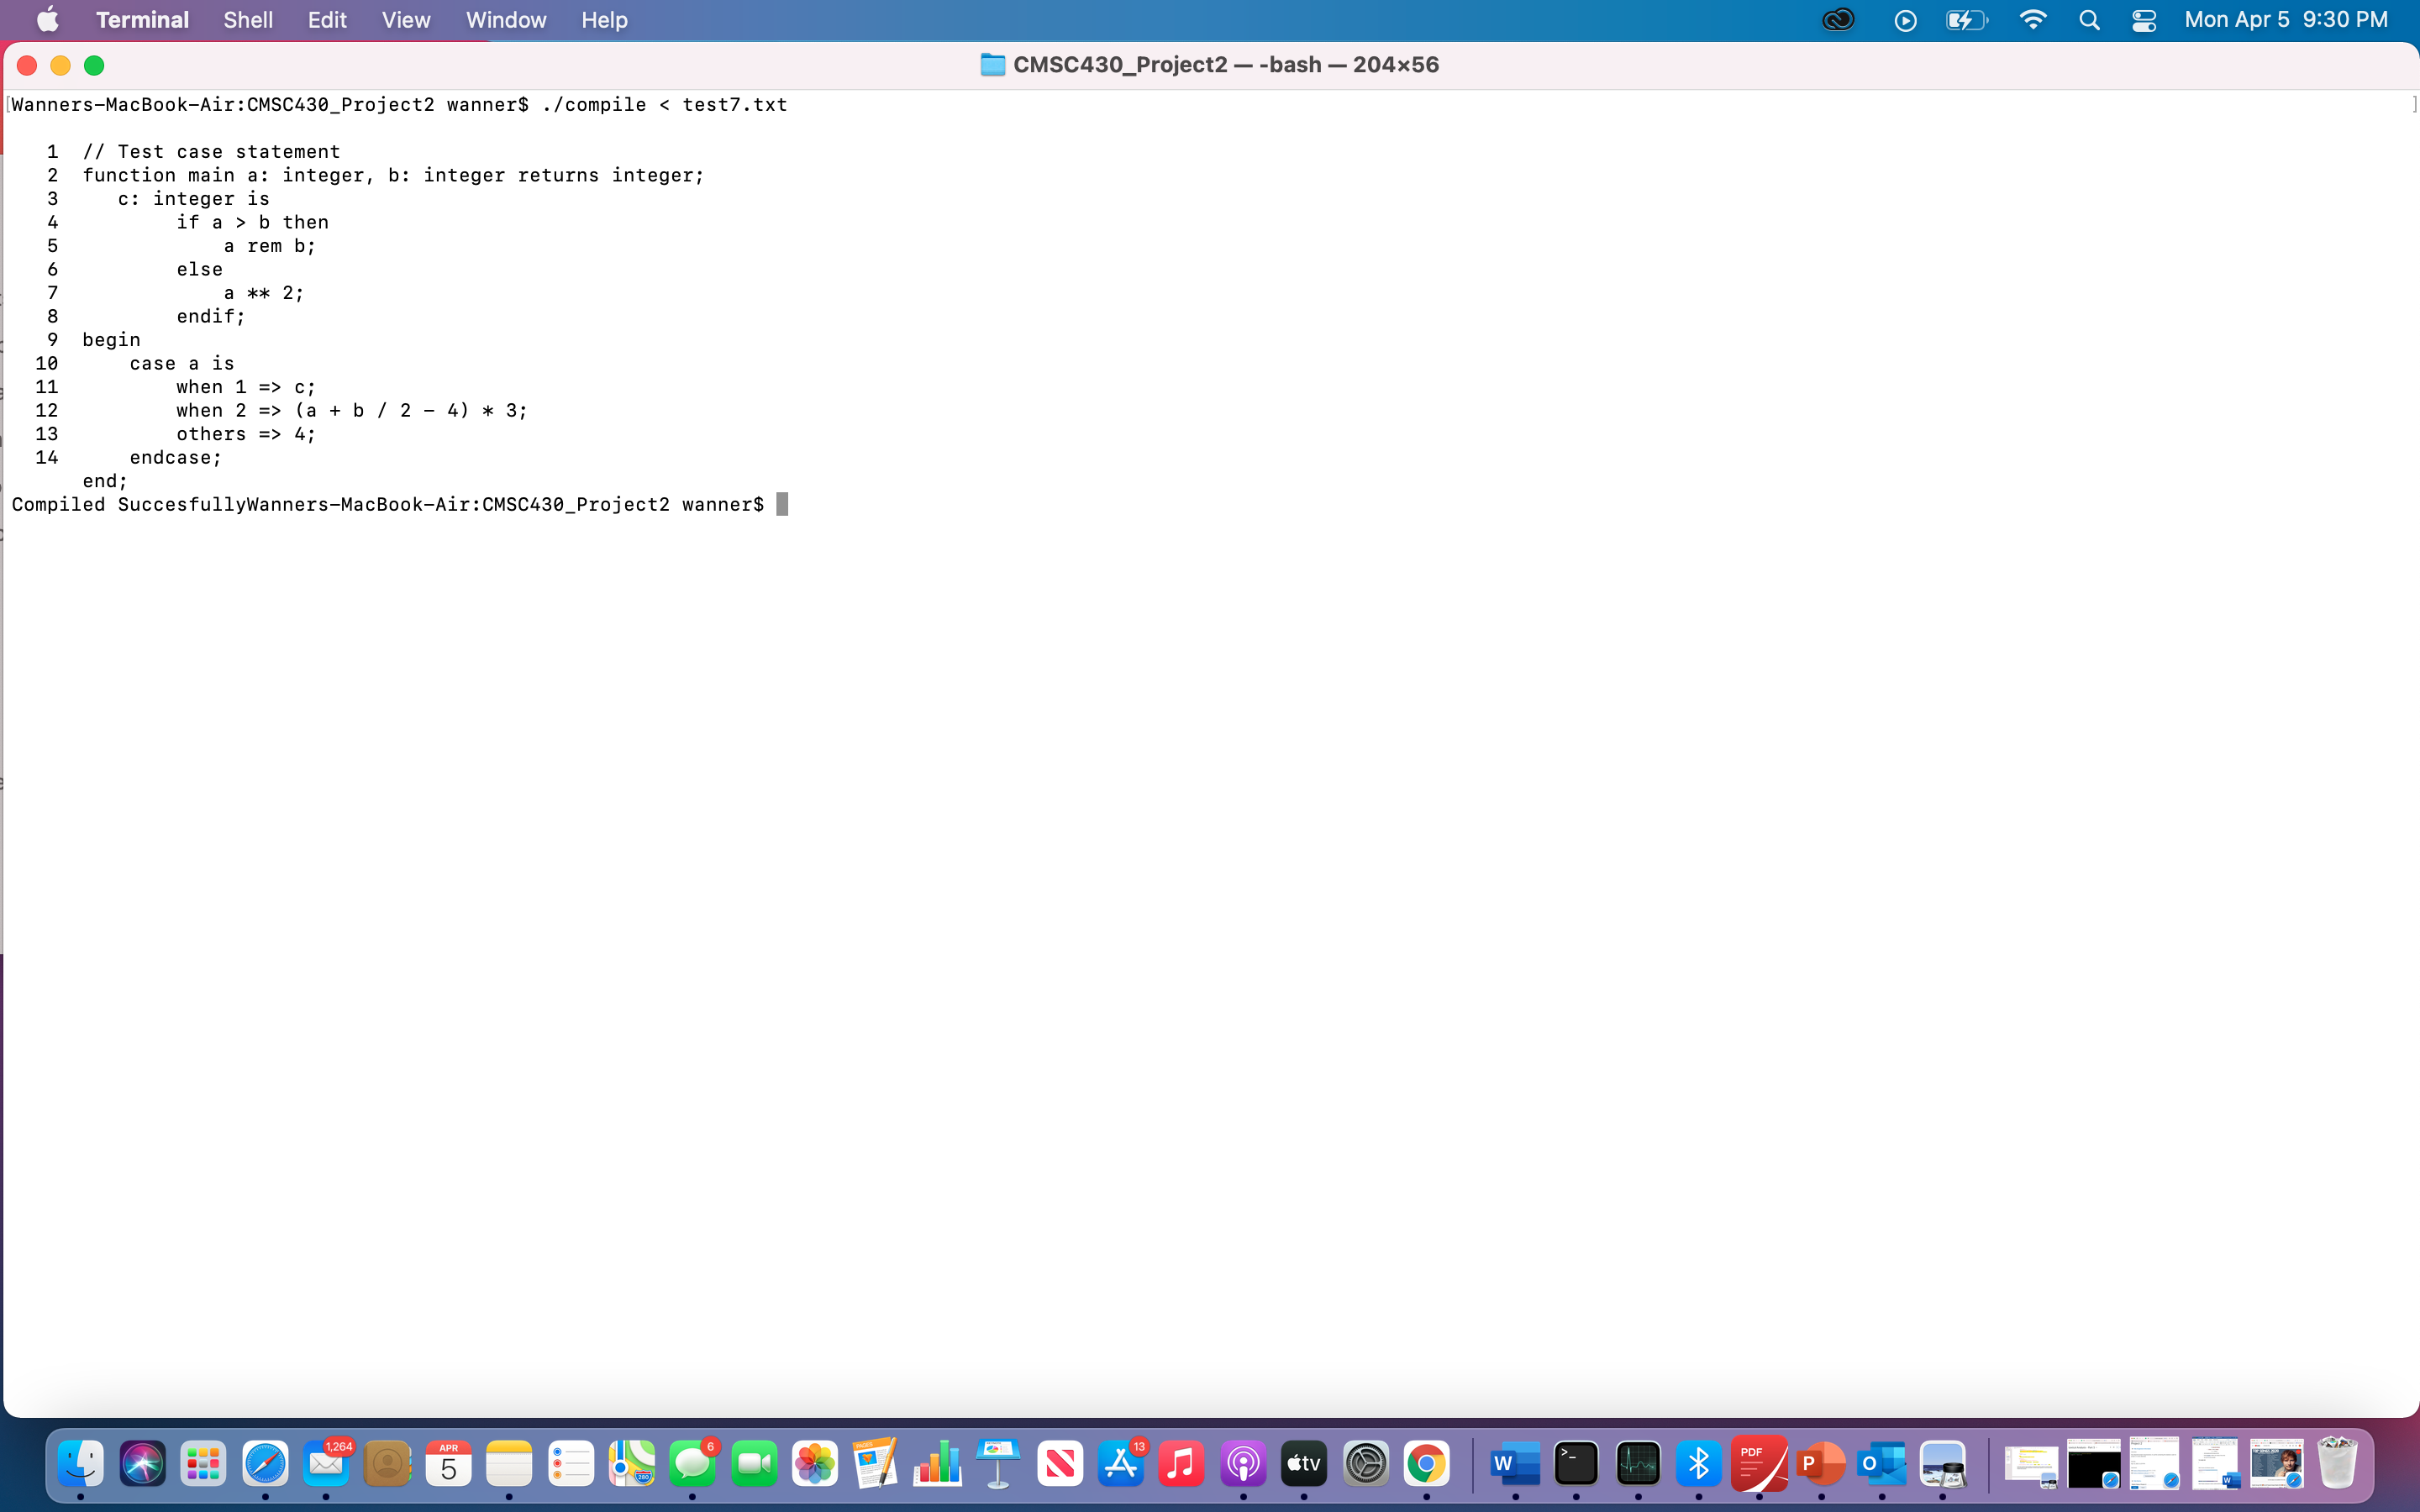 Terminal Shell Edit View Window Help Mon Apr 5 9:30 PM
CMSC430_Project2 — -bash — 204×56
[Wanners-MacBook-Air:CMSC430_Project2 wanner$ ./compile < test7.txt ]
1 // Test case statement
2 function main a: integer, b: integer returns integer;
3 c: integer is
4 if a > b then
5 a rem b;
6 else
7 a ** 2;
8 endif;
9 begin
10 case a is
11 when 1 => c;
12 when 2 => (a + b / 2 - 4) * 3;
13 others => 4;
14 endcase;
end;
Compiled SuccesfullyWanners-MacBook-Air:CMSC430_Project2 wanner$
1,264 APR 5 280 6 PAGES 13 tv W >_ PDF P O W